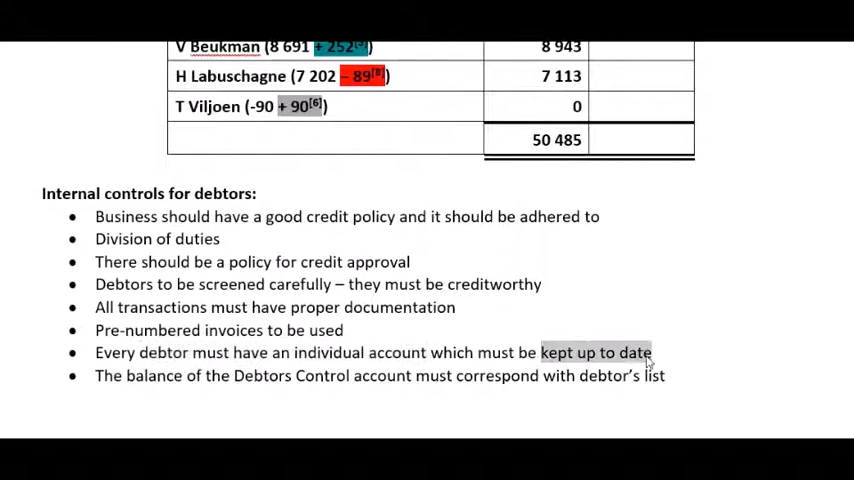 V Beukman (8 691 + 252[5]) 8 943
H Labuschagne (7 202 – 89[8]) 7 113
T Viljoen (-90 + 90[6]) 0
50 485
Internal controls for debtors:
• Business should have a good credit policy and it should be adhered to
• Division of duties
• There should be a policy for credit approval
• Debtors to be screened carefully – they must be creditworthy
• All transactions must have proper documentation
• Pre-numbered invoices to be used
• Every debtor must have an individual account which must be kept up to date
• The balance of the Debtors Control account must correspond with debtor's list